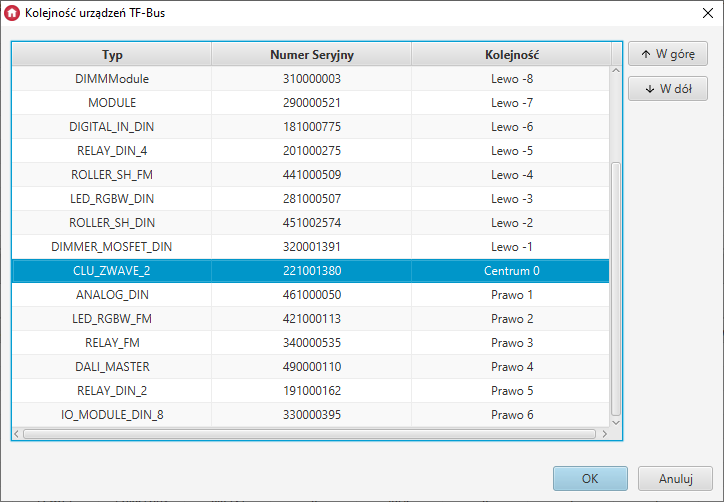 Kolejność urządzeń TF-Bus
Typ Numer Seryjny Kolejność
DIMMModule 310000003 Lewo -8
MODULE 290000521 Lewo -7
DIGITAL_IN_DIN 181000775 Lewo -6
RELAY_DIN_4 201000275 Lewo -5
ROLLER_SH_FM 441000509 Lewo -4
LED_RGBW_DIN 281000507 Lewo -3
ROLLER_SH_DIN 451002574 Lewo -2
DIMMER_MOSFET_DIN 320001391 Lewo -1
CLU_ZWAVE_2 221001380 Centrum 0
ANALOG_DIN 461000050 Prawo 1
LED_RGBW_FM 421000113 Prawo 2
RELAY_FM 340000535 Prawo 3
DALI_MASTER 490000110 Prawo 4
RELAY_DIN_2 191000162 Prawo 5
IO_MODULE_DIN_8 330000395 Prawo 6
W górę
W dół
OK Anuluj